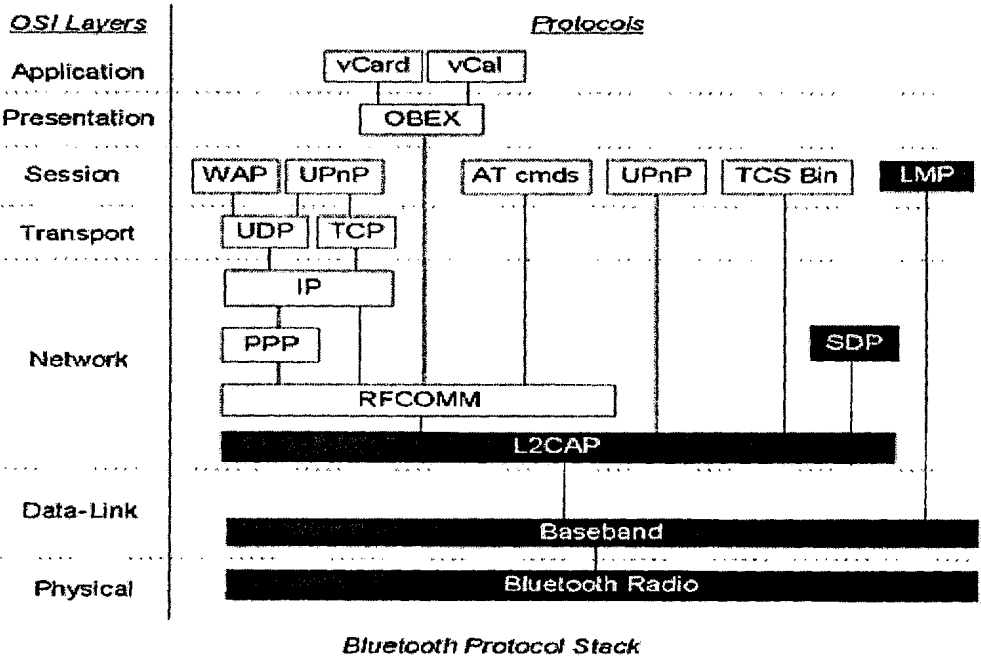 OSI Layers Protocols
Application vCard vCal
Presentation OBEX
Session WAP UPnP AT cmds UPnP TCS Bin LMP
Transport UDP TCP
IP
Network PPP SDP
RFCOMM
L2CAP
Data-Link Baseband
Physical Bluetooth Radio
Bluetooth Protocol Stack